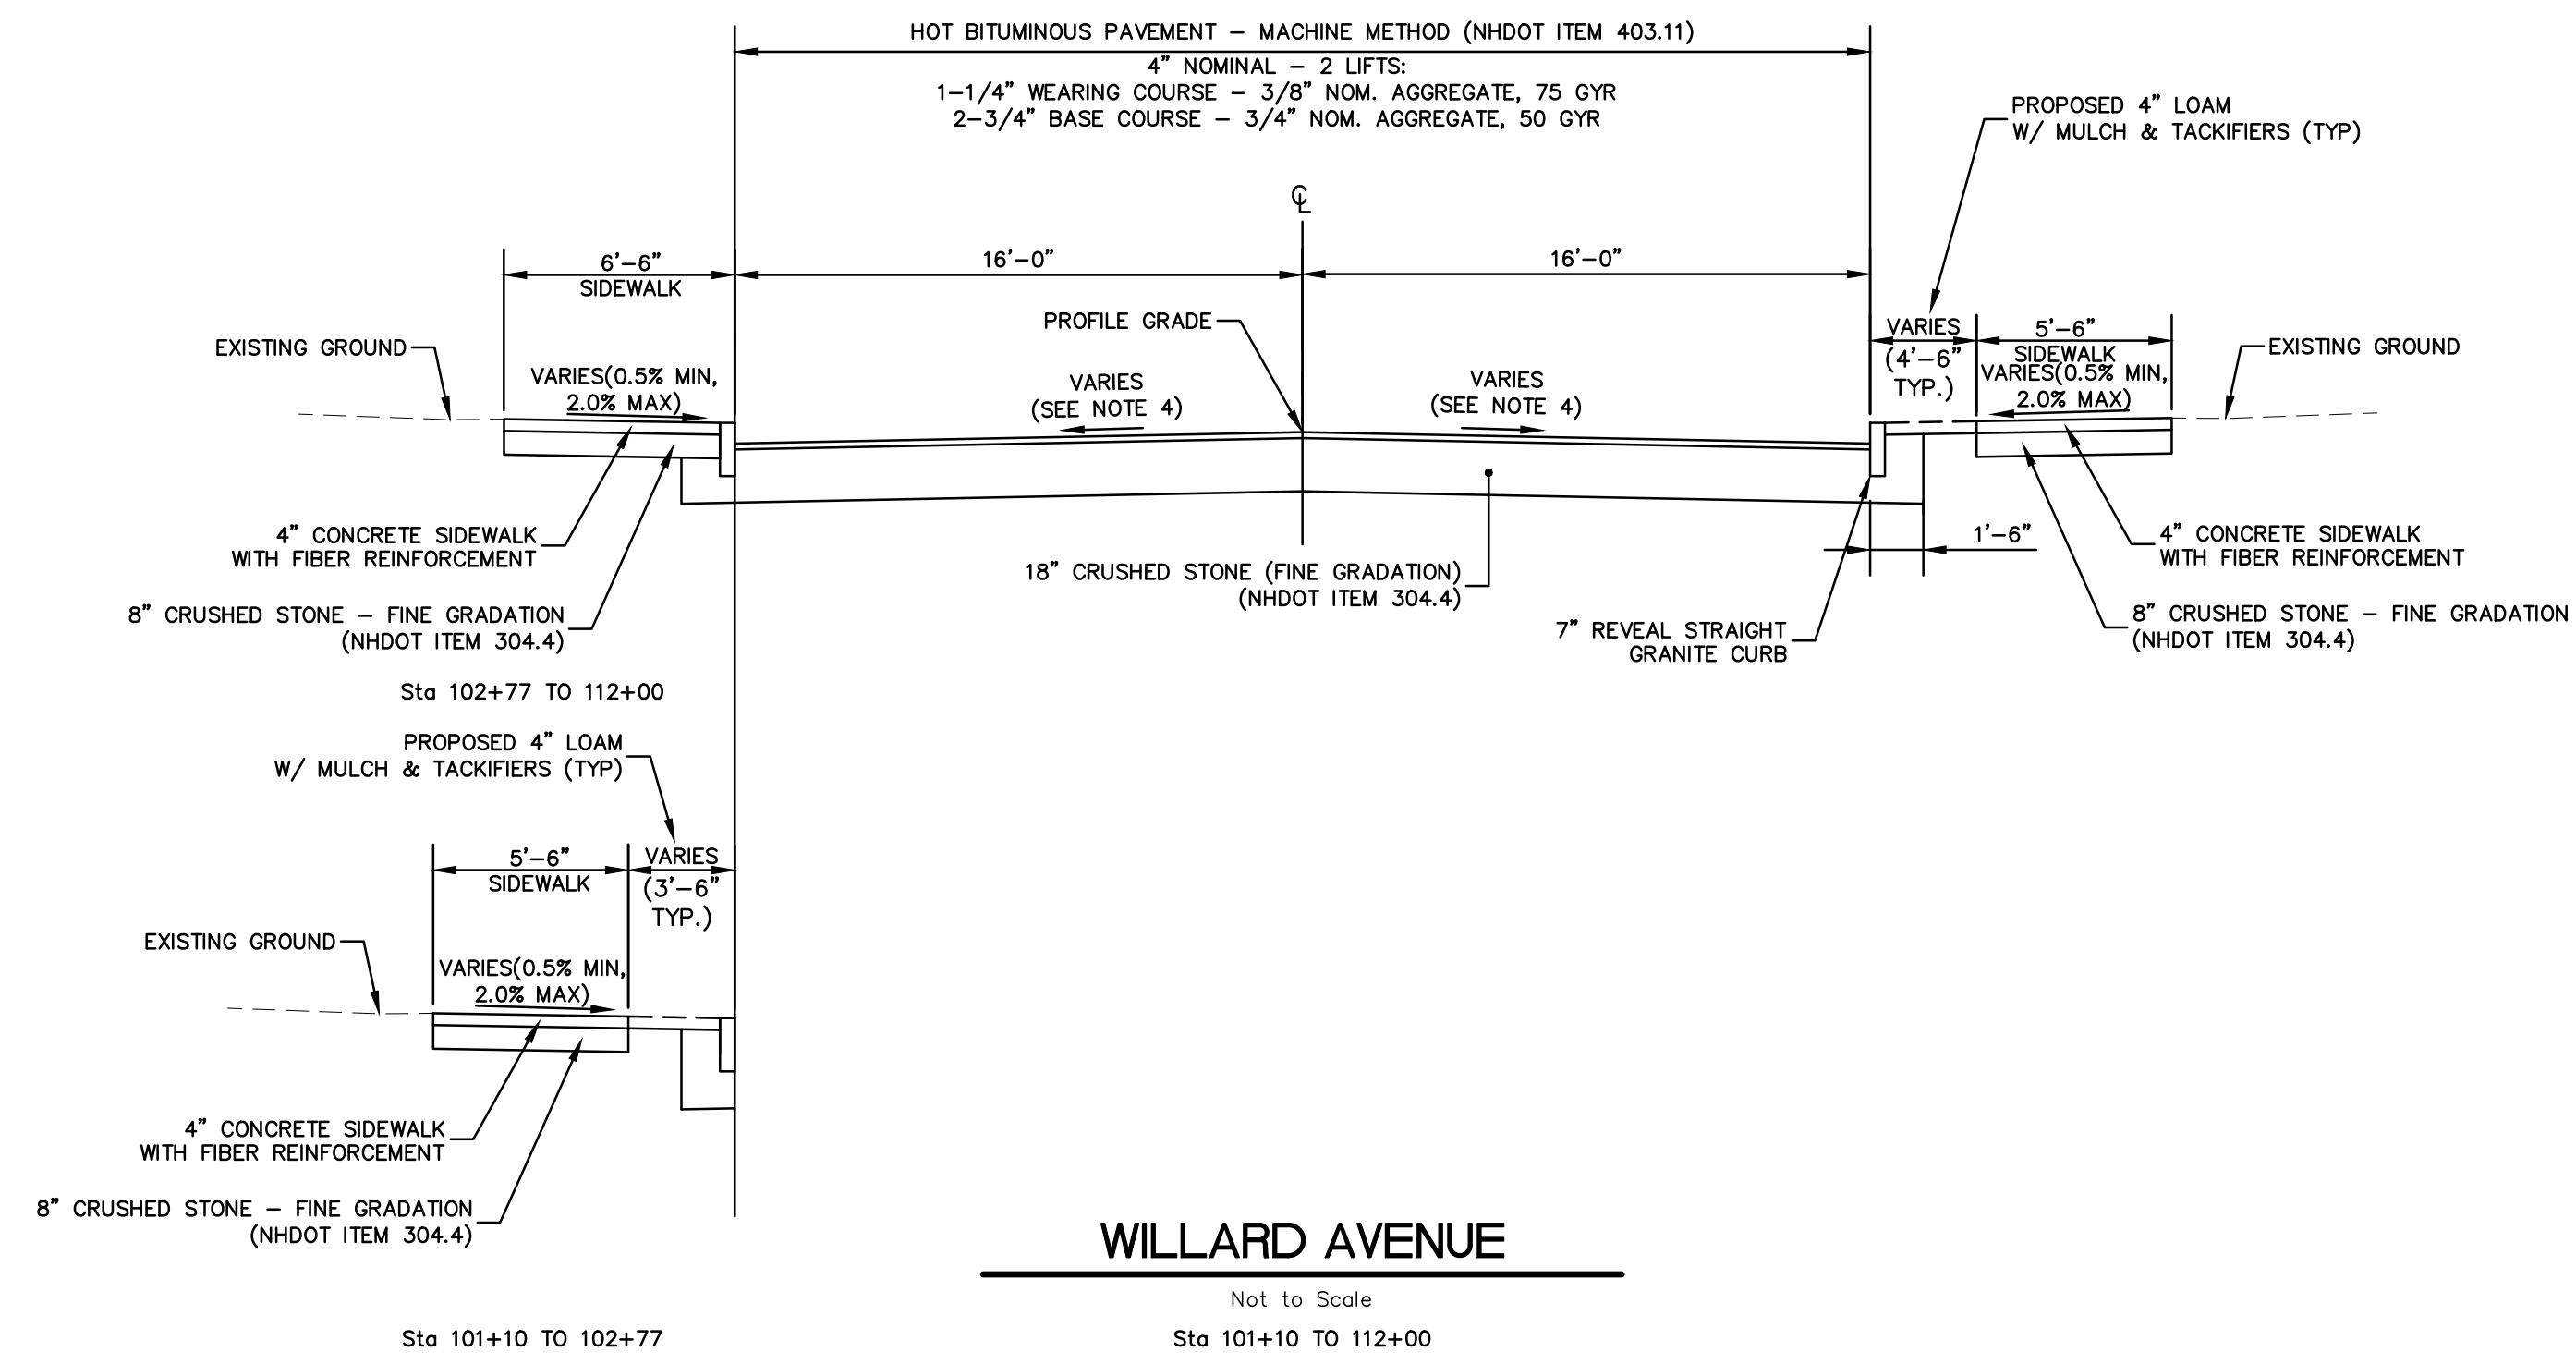 HOT BITUMINOUS PAVEMENT – MACHINE METHOD (NHDOT ITEM 403.11)
4" NOMINAL – 2 LIFTS:
1–1/4" WEARING COURSE – 3/8" NOM. AGGREGATE, 75 GYR
2–3/4" BASE COURSE – 3/4" NOM. AGGREGATE, 50 GYR
PROPOSED 4" LOAM
W/ MULCH & TACKIFIERS (TYP)
℄
6'–6"
SIDEWALK
16'–0"
16'–0"
PROFILE GRADE
VARIES
(4'–6"
TYP.)
5'–6"
SIDEWALK
VARIES(0.5% MIN,
2.0% MAX)
EXISTING GROUND
EXISTING GROUND
VARIES(0.5% MIN,
2.0% MAX)
VARIES
(SEE NOTE 4)
VARIES
(SEE NOTE 4)
4" CONCRETE SIDEWALK
WITH FIBER REINFORCEMENT
8" CRUSHED STONE – FINE GRADATION
(NHDOT ITEM 304.4)
18" CRUSHED STONE (FINE GRADATION)
(NHDOT ITEM 304.4)
7" REVEAL STRAIGHT
GRANITE CURB
1'–6"
4" CONCRETE SIDEWALK
WITH FIBER REINFORCEMENT
8" CRUSHED STONE – FINE GRADATION
(NHDOT ITEM 304.4)
Sta 102+77 TO 112+00
PROPOSED 4" LOAM
W/ MULCH & TACKIFIERS (TYP)
5'–6"
SIDEWALK
VARIES
(3'–6"
TYP.)
EXISTING GROUND
VARIES(0.5% MIN,
2.0% MAX)
4" CONCRETE SIDEWALK
WITH FIBER REINFORCEMENT
8" CRUSHED STONE – FINE GRADATION
(NHDOT ITEM 304.4)
Sta 101+10 TO 102+77
WILLARD AVENUE
Not to Scale
Sta 101+10 TO 112+00